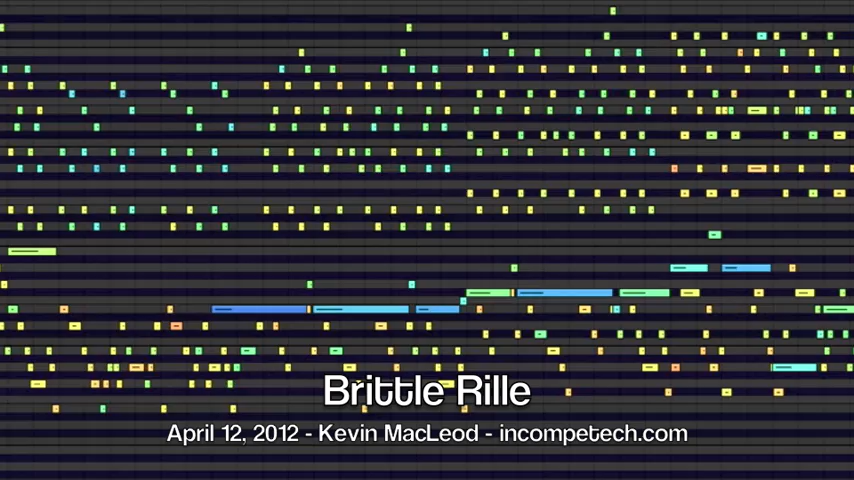 Brittle Rille
April 12, 2012 - Kevin MacLeod - incompetech.com